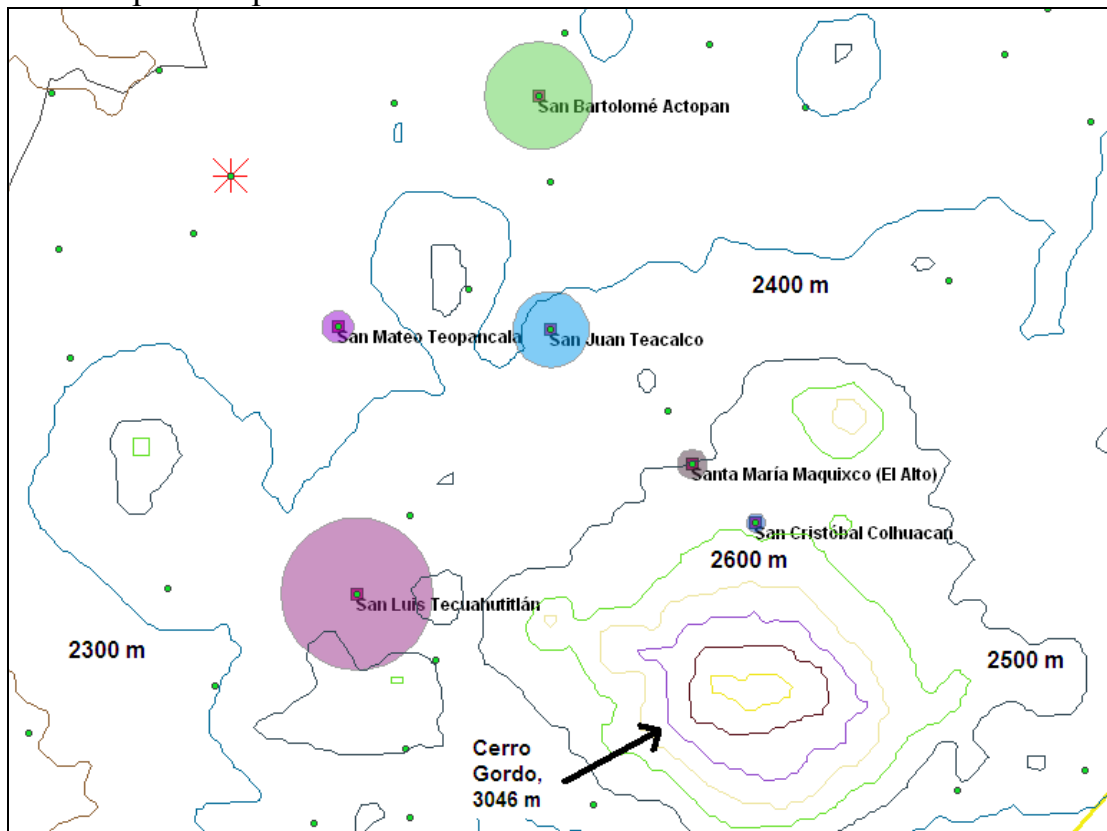 San Bartolomé Actopan
2400 m
San Mateo Teopancala
San Juan Teacalco
Santa María Maquixco (El Alto)
San Cristóbal Colhuacan
2600 m
San Luis Tecuahutitlán
2300 m
2500 m
Cerro
Gordo,
3046 m